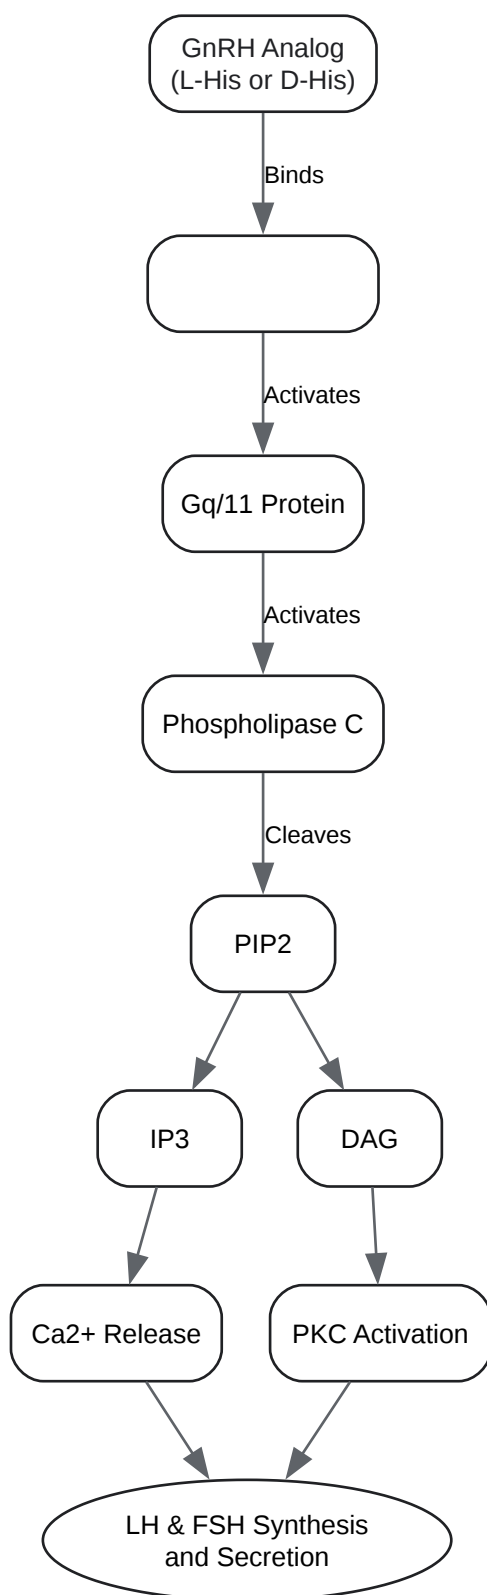 GnRH Analog
(L-His or D-His)
Binds
Activates
Gq/11 Protein
Activates
Phospholipase C
Cleaves
PIP2
IP3
DAG
Ca2+ Release
PKC Activation
LH & FSH Synthesis
and Secretion